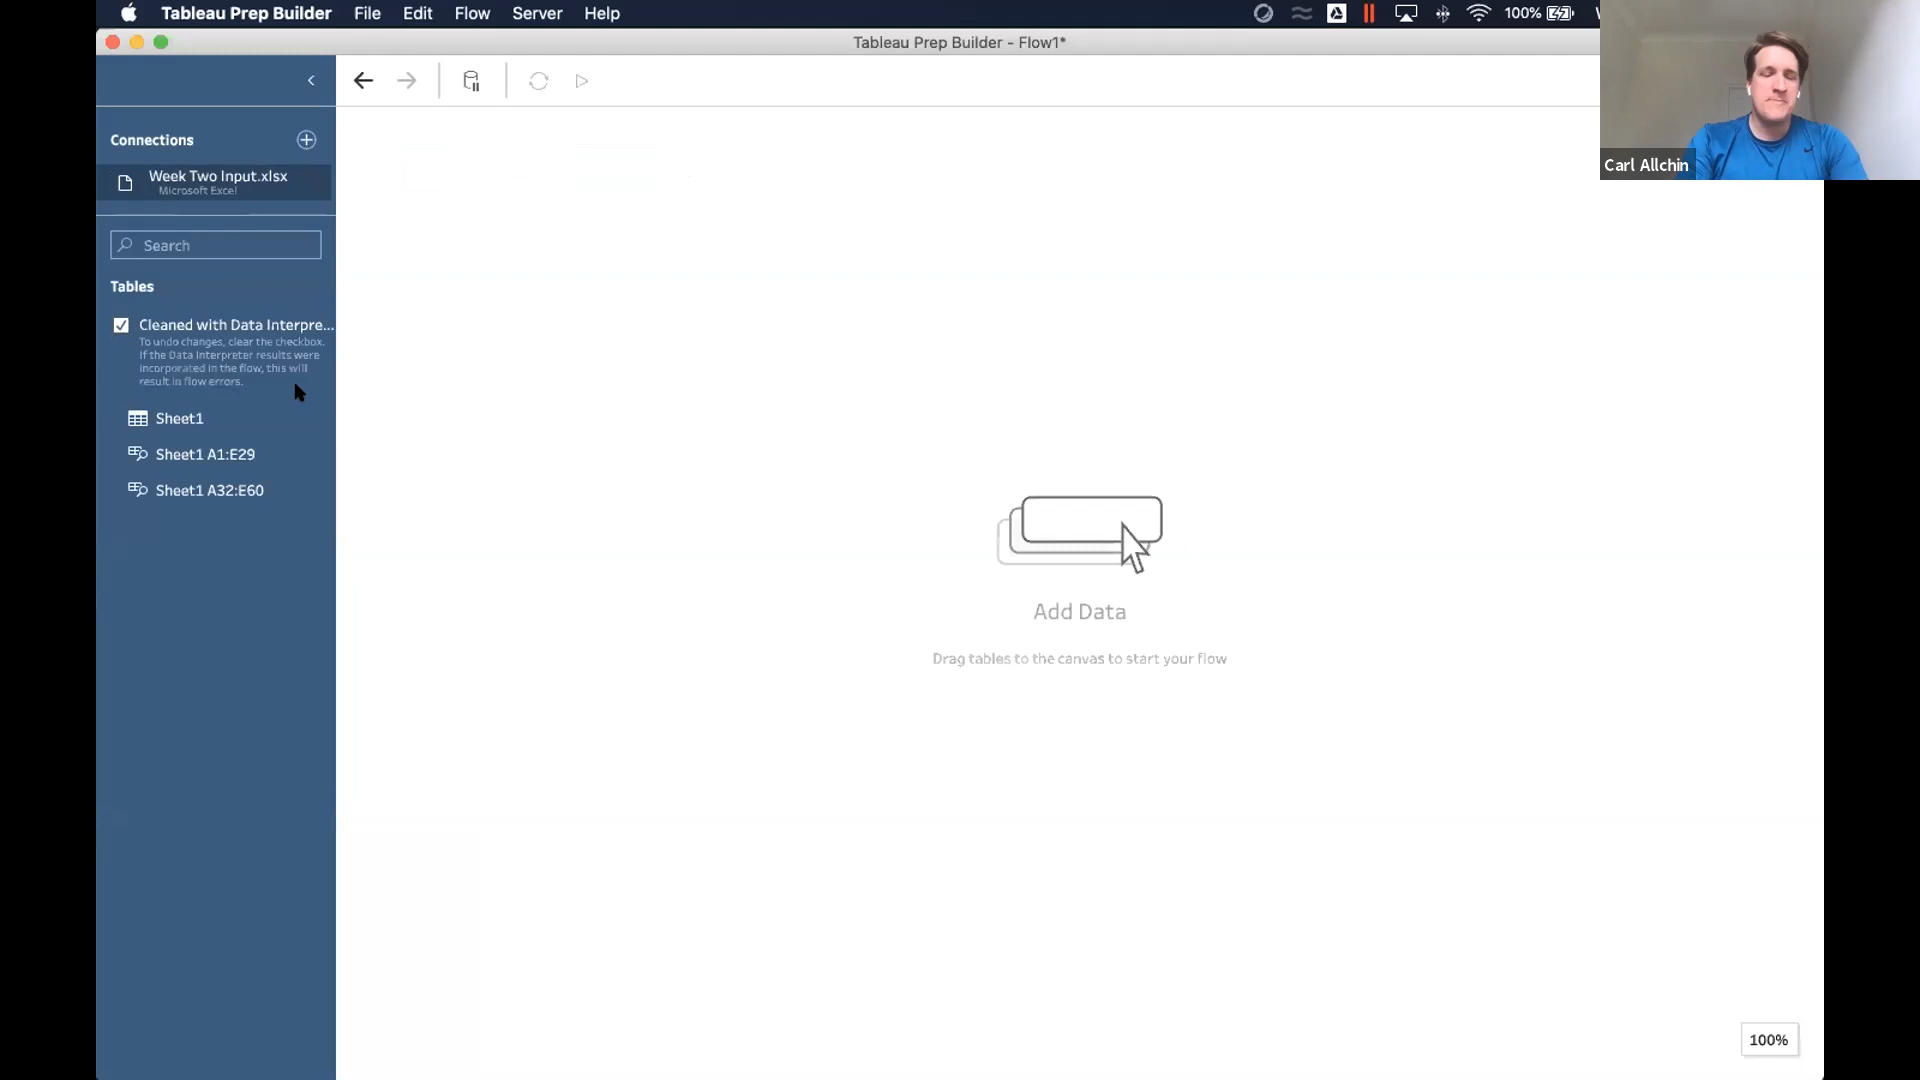 Tableau Prep Builder File Edit Flow Server Help
100%
Tableau Prep Builder - Flow1*
Carl Allchin
Connections
Week Two Input.xlsx
Microsoft Excel
Search
Tables
Cleaned with Data Interpre...
To undo changes, clear the checkbox.
If the Data Interpreter results were
incorporated in the flow, this will
result in flow errors.
Sheet1
Sheet1 A1:E29
Sheet1 A32:E60
Add Data
Drag tables to the canvas to start your flow
100%